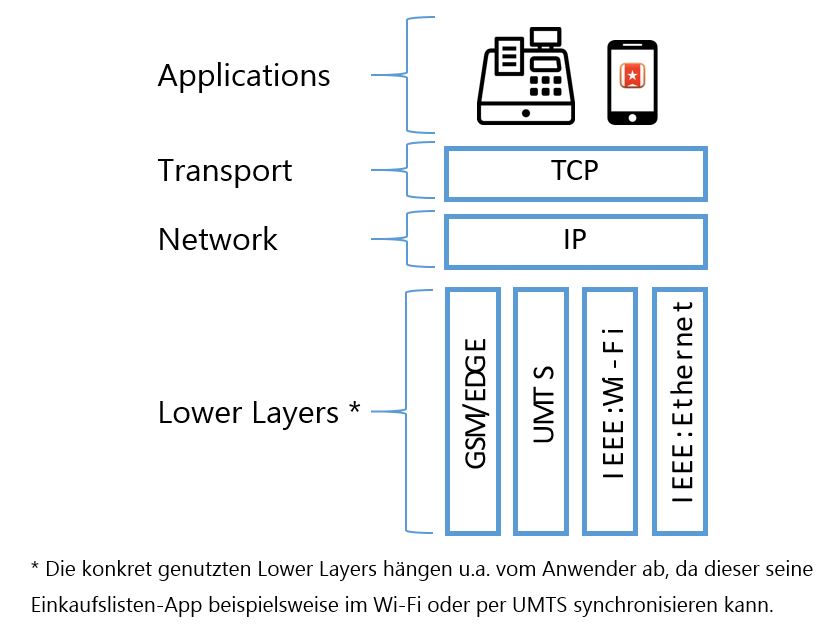 Applications
Transport
TCP
Network
IP
Lower Layers *
GSM/EDGE
UMTS
IEEE:Wi-Fi
IEEE:Ethernet
* Die konkret genutzten Lower Layers hängen u.a. vom Anwender ab, da dieser seine
Einkaufslisten-App beispielsweise im Wi-Fi oder per UMTS synchronisieren kann.